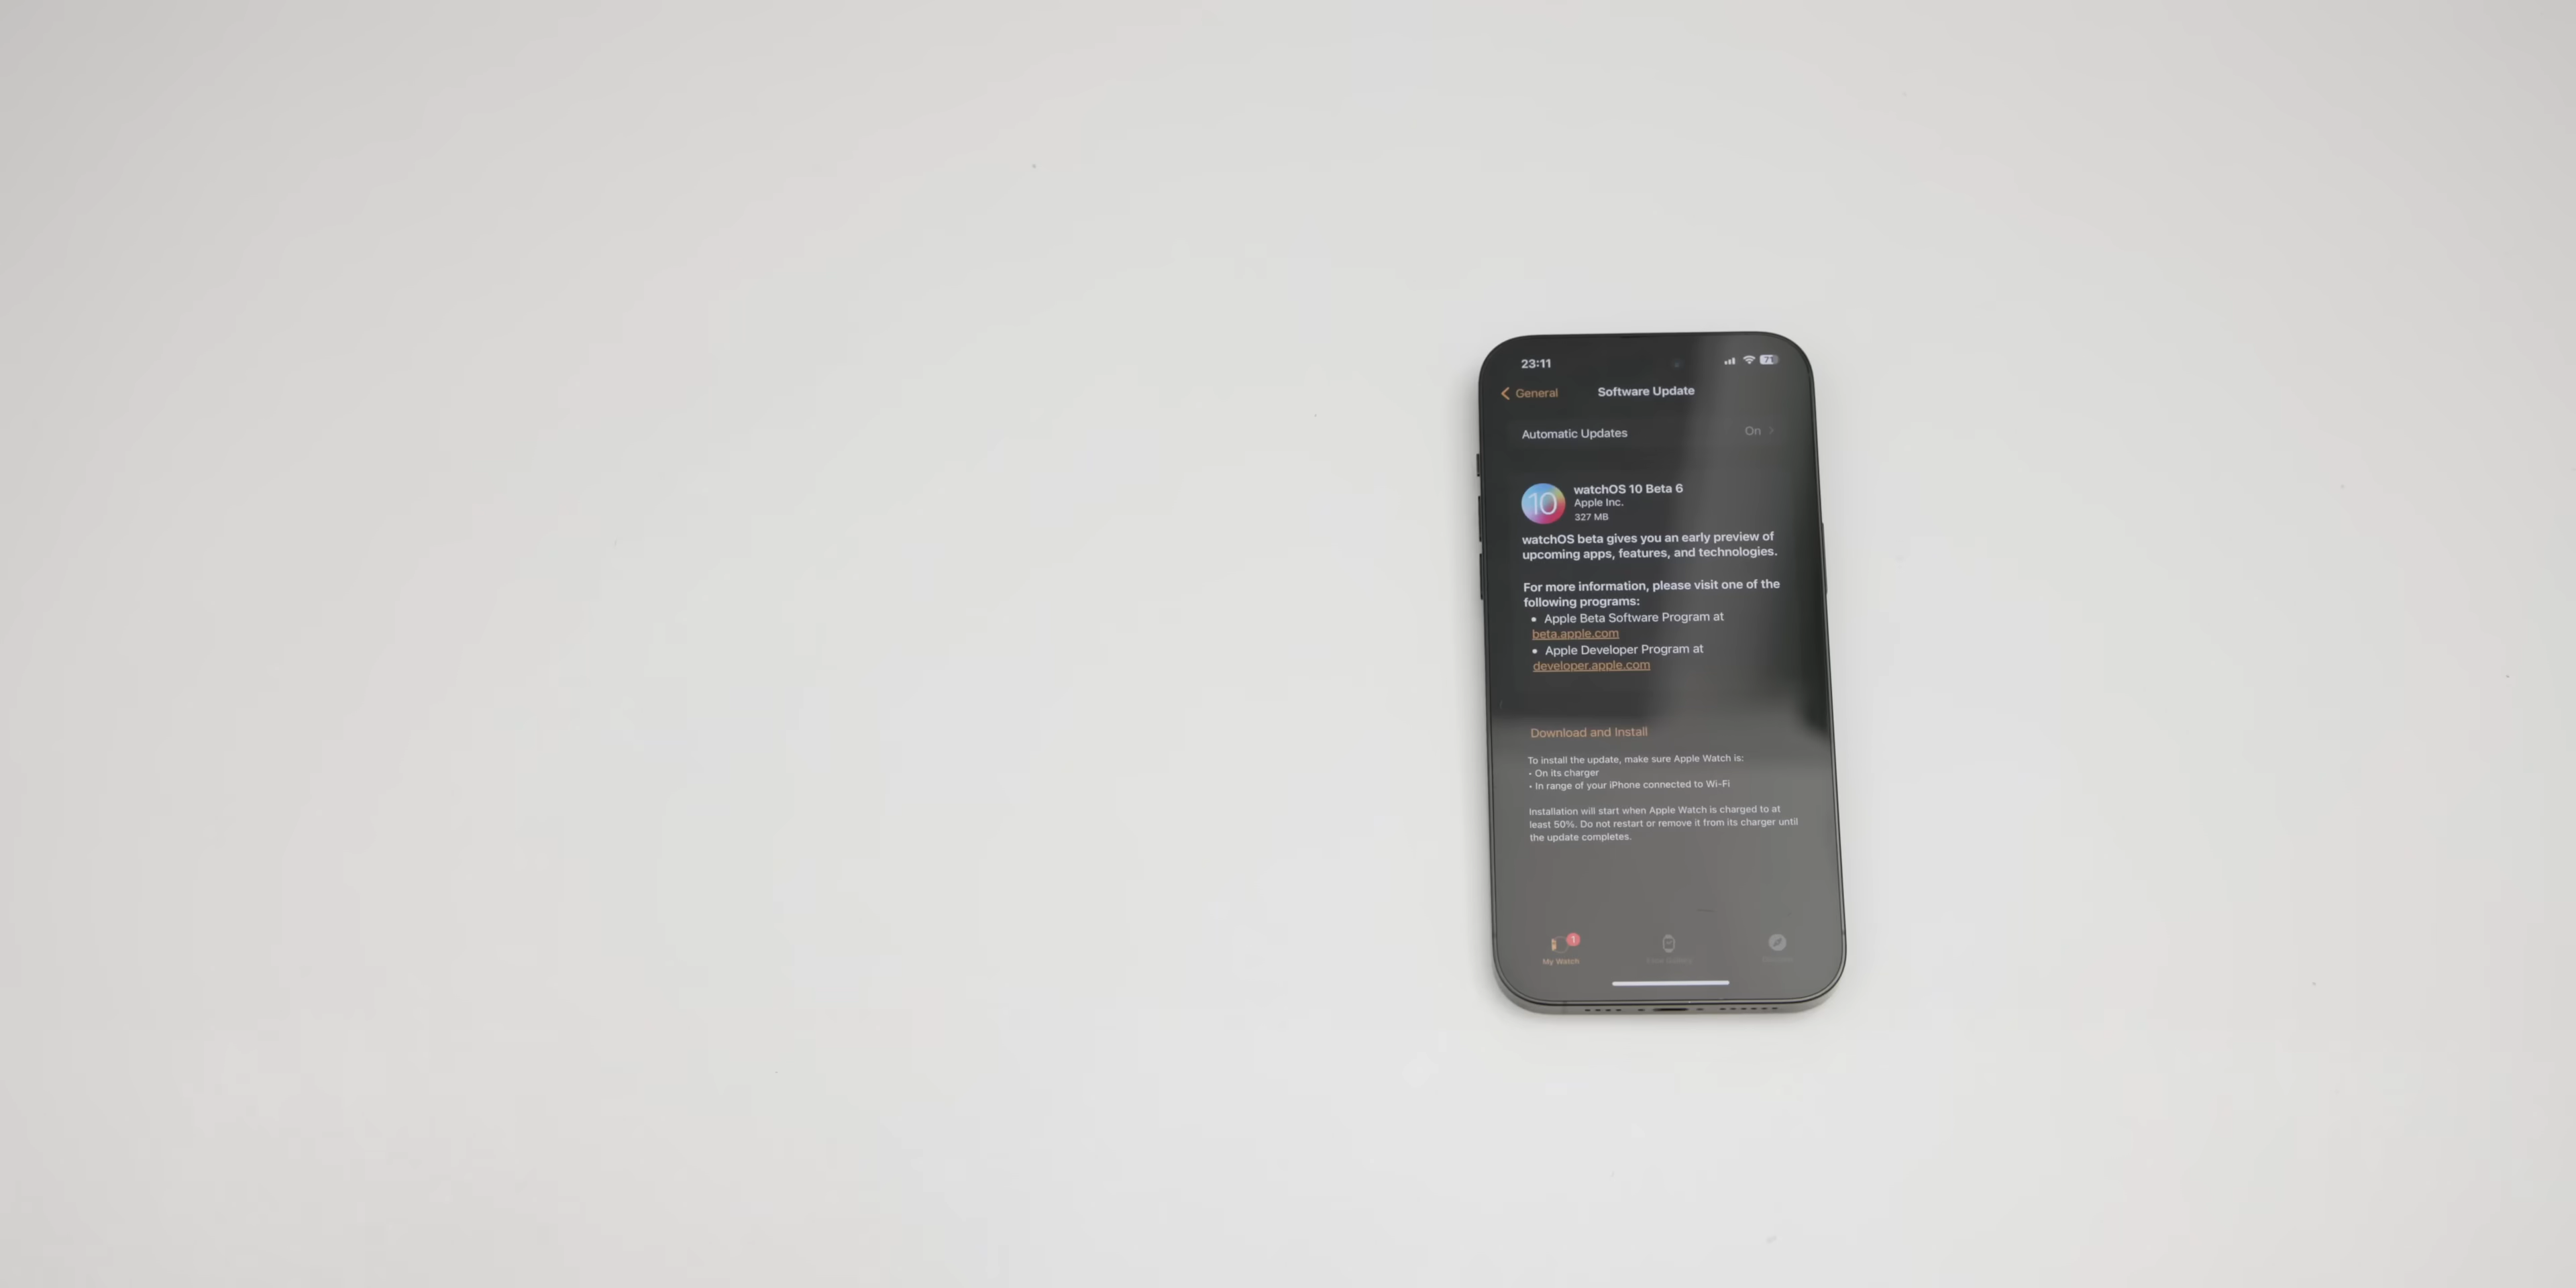 23:11
71
General
Software Update
Automatic Updates
On
10
watchOS 10 Beta 6
Apple Inc.
327 MB
watchOS beta gives you an early preview of
upcoming apps, features, and technologies.
For more information, please visit one of the
following programs:
• Apple Beta Software Program at
beta.apple.com
• Apple Developer Program at
developer.apple.com
Download and Install
To install the update, make sure Apple Watch is:
• On its charger
• In range of your iPhone connected to Wi-Fi
Installation will start when Apple Watch is charged to at
least 50%. Do not restart or remove it from its charger until
the update completes.
1
My Watch